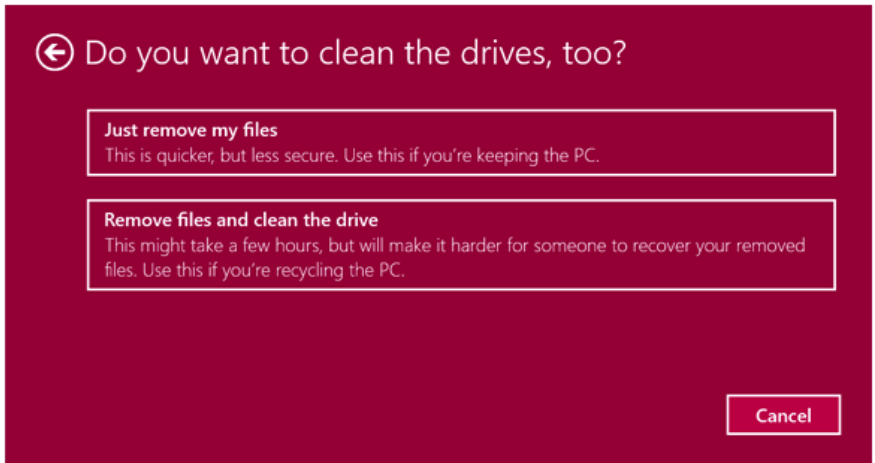 Do you want to clean the drives, too?
Just remove my files
This is quicker, but less secure. Use this if you’re keeping the PC.
Remove files and clean the drive
This might take a few hours, but will make it harder for someone to recover your removed
files. Use this if you’re recycling the PC.
Cancel